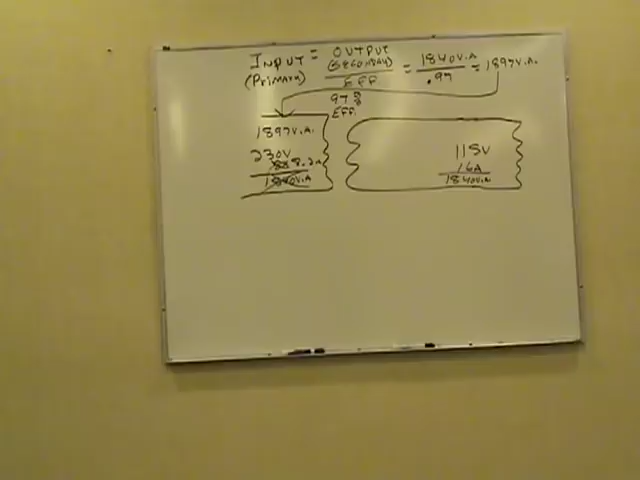 INPUT = OUTPUT
(Primary) (SECONDARY) = 1840V.A = 1897V.A.
EFF .97
97%
EFF.
1897V.A.
230V
8.2A
1840V.A
115V
16A
1840V.A